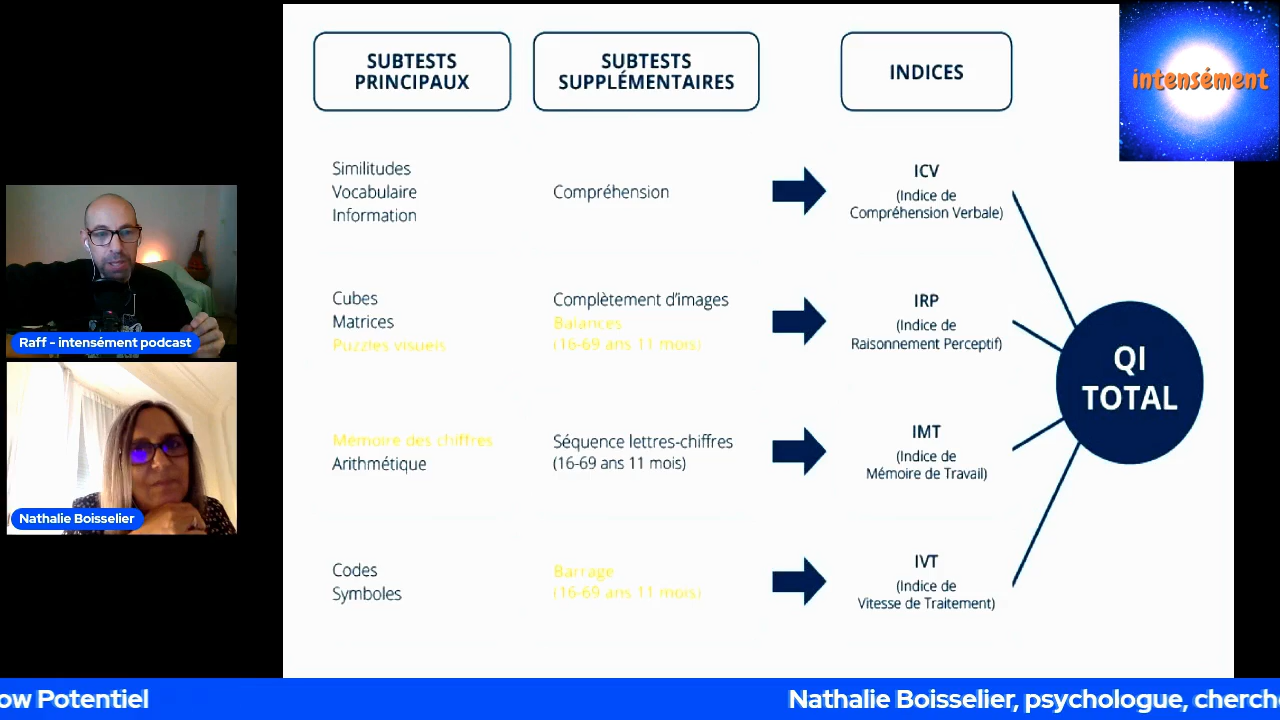 SUBTESTS
PRINCIPAUX
SUBTESTS
SUPPLÉMENTAIRES
INDICES
intensément
Similitudes
Vocabulaire
Information
Compréhension
ICV
(Indice de
Compréhension Verbale)
Cubes
Matrices
Puzzles visuels
Complètement d'images
Balances
(16-69 ans 11 mois)
IRP
(Indice de
Raisonnement Perceptif)
QI
TOTAL
Mémoire des chiffres
Arithmétique
Séquence lettres-chiffres
(16-69 ans 11 mois)
IMT
(Indice de
Mémoire de Travail)
Codes
Symboles
Barrage
(16-69 ans 11 mois)
IVT
(Indice de
Vitesse de Traitement)
Raff - intensément podcast
Nathalie Boisselier
ow Potentiel
Nathalie Boisselier, psychologue, cherch